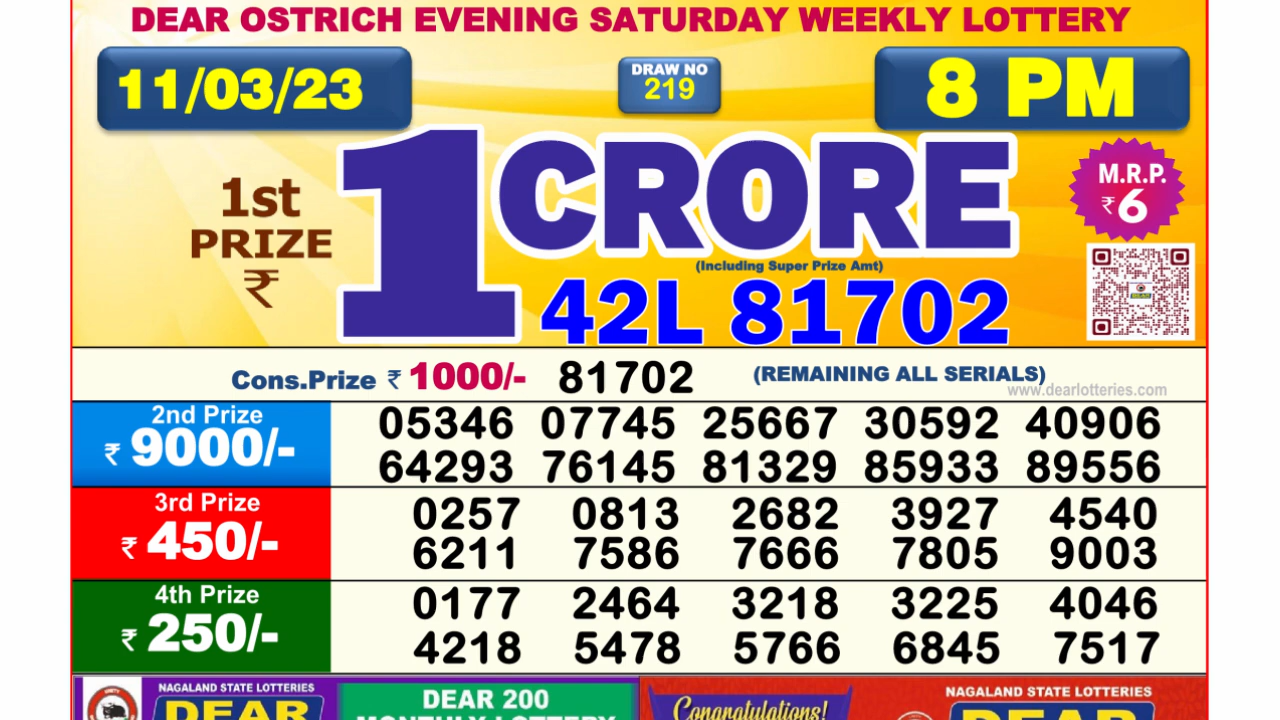 DEAR OSTRICH EVENING SATURDAY WEEKLY LOTTERY
11/03/23
DRAW NO
219
8 PM
1st
PRIZE
₹
1 CRORE
(Including Super Prize Amt)
42L 81702
M.R.P.
₹ 6
Cons.Prize ₹ 1000/- 81702 (REMAINING ALL SERIALS)
www.dearlotteries.com
2nd Prize
₹ 9000/-
05346 07745 25667 30592 40906
64293 76145 81329 85933 89556
3rd Prize
₹ 450/-
0257 0813 2682 3927 4540
6211 7586 7666 7805 9003
4th Prize
₹ 250/-
0177 2464 3218 3225 4046
4218 5478 5766 6845 7517
NAGALAND STATE LOTTERIES
DEAR
DEAR 200
MONTHLY LOTTERY
Congratulations!
NAGALAND STATE LOTTERIES
DEAR